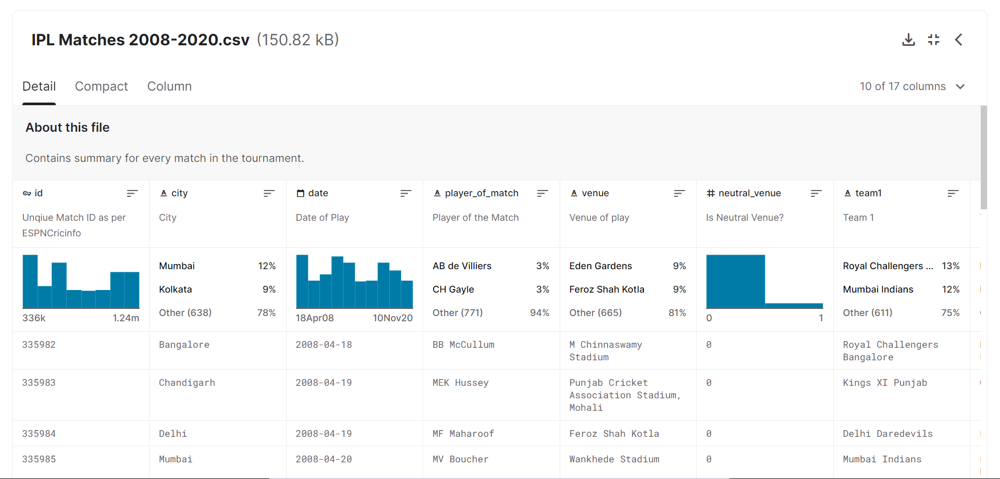 IPL Matches 2008-2020.csv (150.82 kB)
Detail Compact Column 10 of 17 columns
About this file
Contains summary for every match in the tournament.
id city date player_of_match venue neutral_venue team1
Unqiue Match ID as per City Date of Play Player of the Match Venue of play Is Neutral Venue? Team 1
ESPNCricinfo
Mumbai 12% AB de Villiers 3% Eden Gardens 9% Royal Challengers ... 13%
Kolkata 9% CH Gayle 3% Feroz Shah Kotla 9% Mumbai Indians 12%
Other (638) 78% Other (771) 94% Other (665) 81% Other (611) 75%
336k 1.24m 18Apr08 10Nov20 0 1
335982 Bangalore 2008-04-18 BB McCullum M Chinnaswamy 0 Royal Challengers
Stadium Bangalore
335983 Chandigarh 2008-04-19 MEK Hussey Punjab Cricket 0 Kings XI Punjab
Association Stadium,
Mohali
335984 Delhi 2008-04-19 MF Maharoof Feroz Shah Kotla 0 Delhi Daredevils
335985 Mumbai 2008-04-20 MV Boucher Wankhede Stadium 0 Mumbai Indians